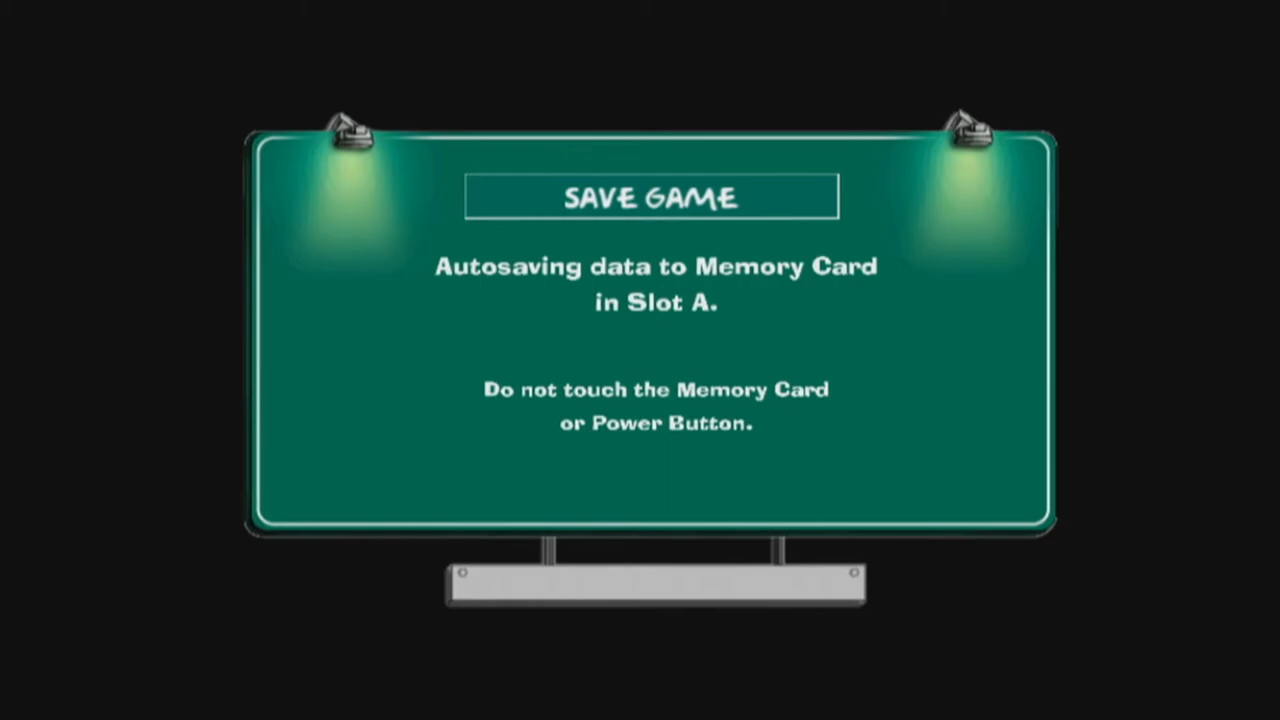 SAVE GAME
Autosaving data to Memory Card
in Slot A.
Do not touch the Memory Card
or Power Button.